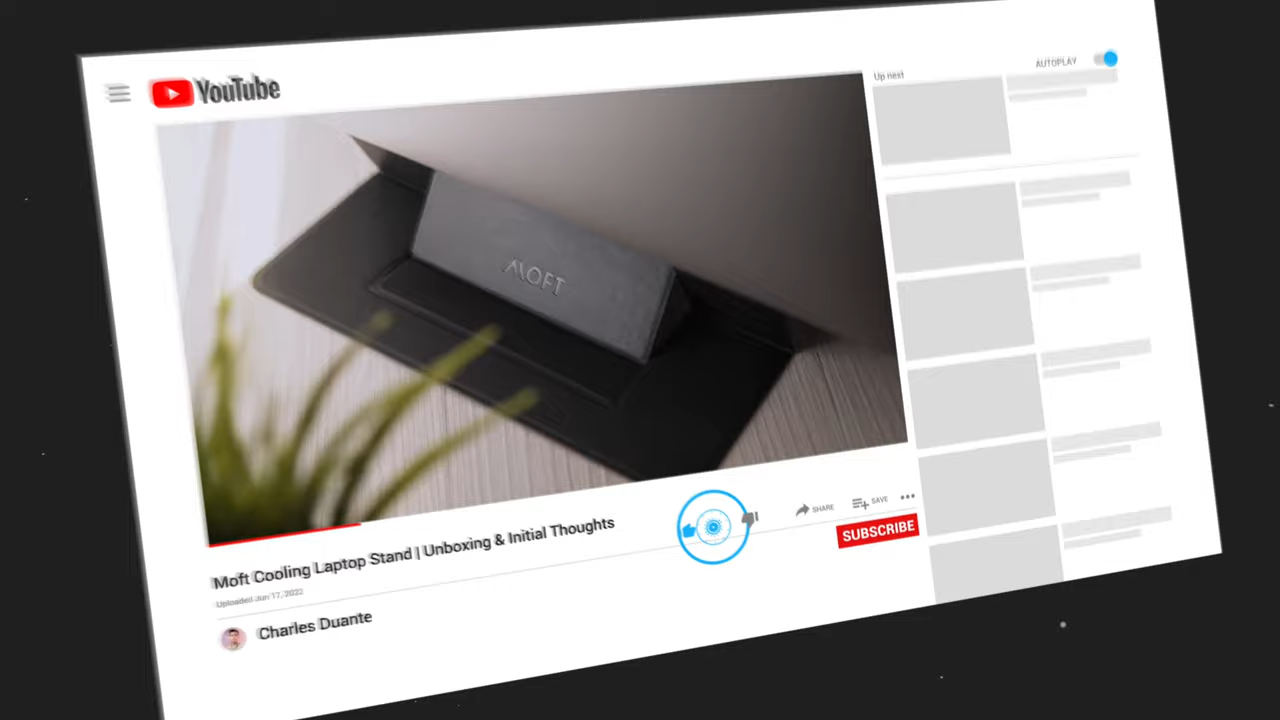 YouTube
AUTOPLAY
Up next
MOFT
SHARE
SAVE
SUBSCRIBE
Moft Cooling Laptop Stand | Unboxing & Initial Thoughts
Uploaded Jun 17, 2022
Charles Duante